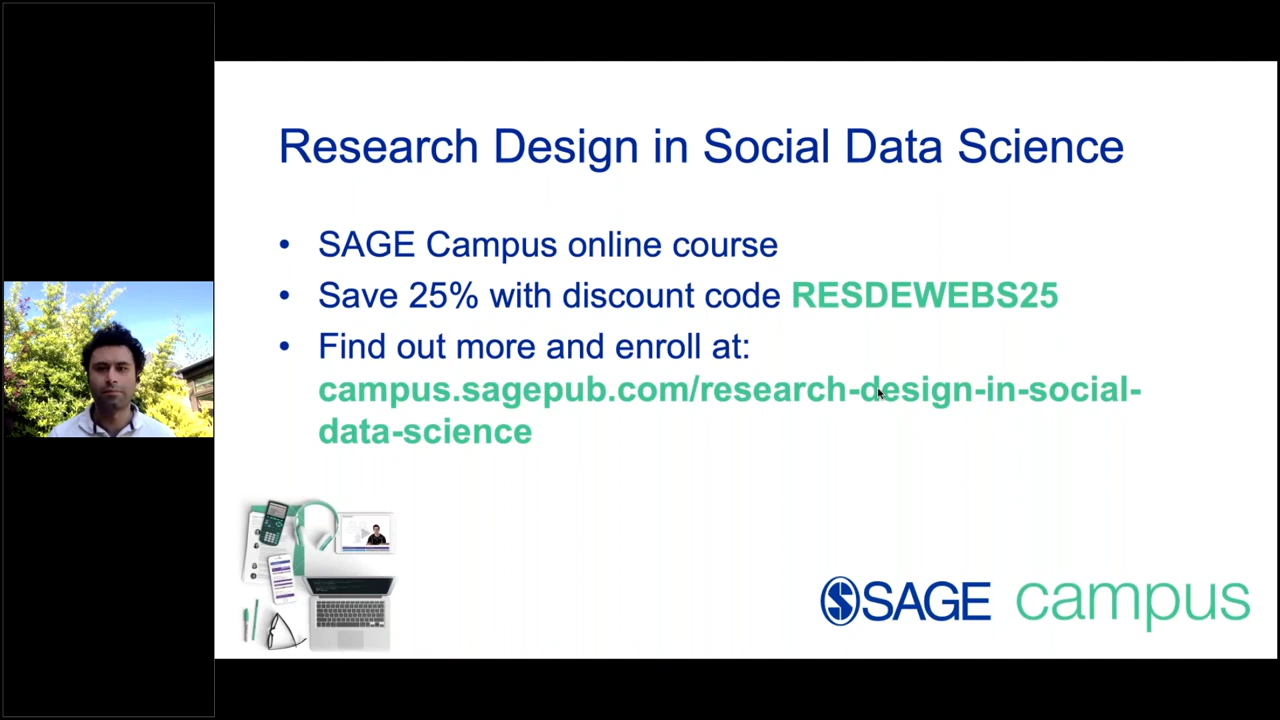 Research Design in Social Data Science
• SAGE Campus online course
• Save 25% with discount code RESDEWEBS25
• Find out more and enroll at:
campus.sagepub.com/research-design-in-social-
data-science
SAGE campus